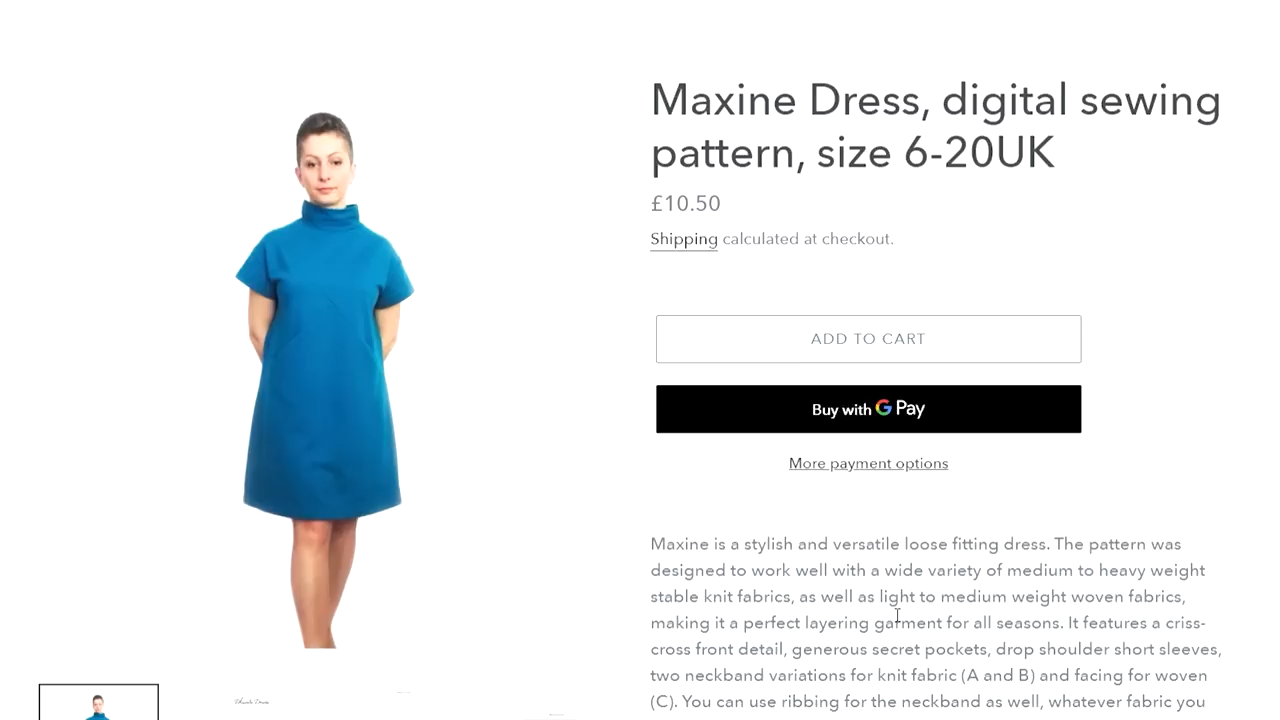 Maxine Dress, digital sewing
pattern, size 6-20UK
£10.50
Shipping calculated at checkout.
ADD TO CART
Buy with G Pay
More payment options
Maxine is a stylish and versatile loose fitting dress. The pattern was
designed to work well with a wide variety of medium to heavy weight
stable knit fabrics, as well as light to medium weight woven fabrics,
making it a perfect layering garment for all seasons. It features a criss-
cross front detail, generous secret pockets, drop shoulder short sleeves,
two neckband variations for knit fabric (A and B) and facing for woven
(C). You can use ribbing for the neckband as well, whatever fabric you